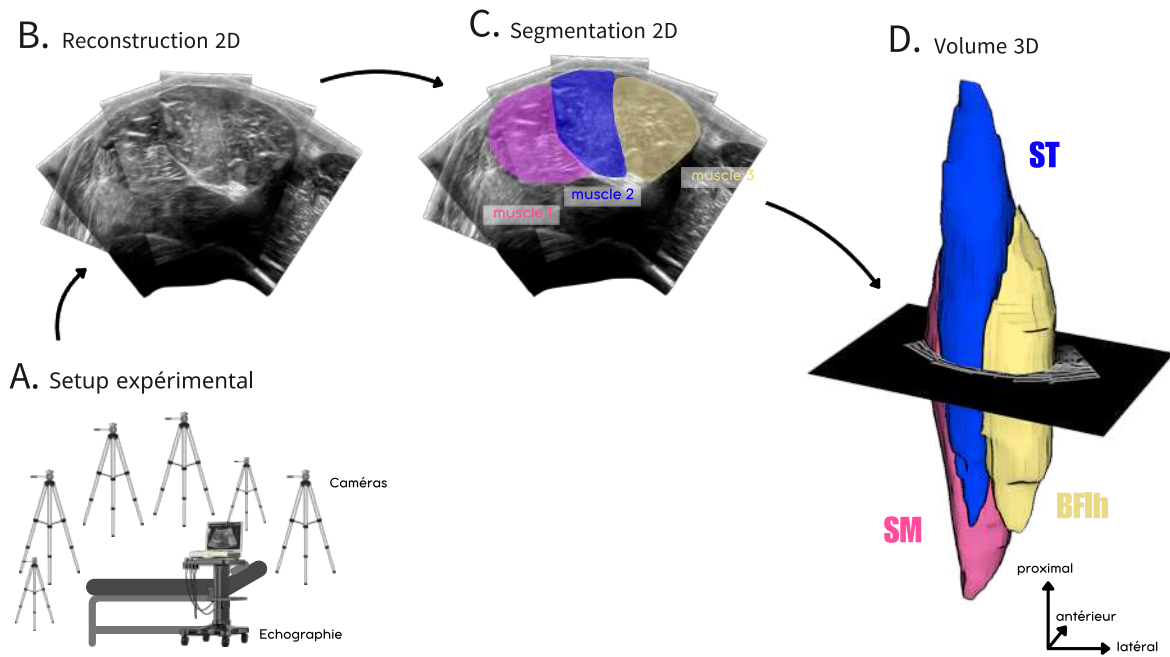 B. Reconstruction 2D
C. Segmentation 2D
D. Volume 3D
muscle 1
muscle 2
muscle 3
ST
SM
BFlh
A. Setup expérimental
Caméras
Echographie
proximal
antérieur
latéral